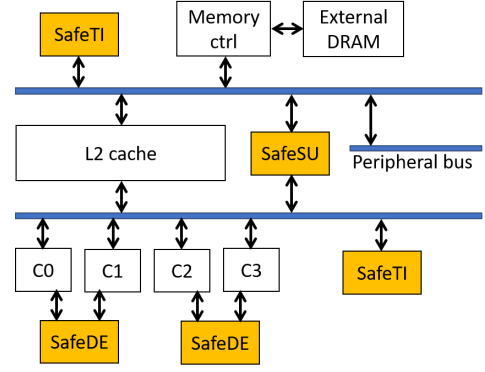 SafeTI
Memory
ctrl
External
DRAM
L2 cache
SafeSU
Peripheral bus
C0
C1
C2
C3
SafeTI
SafeDE
SafeDE